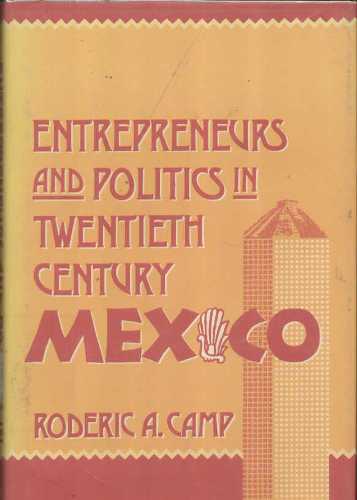 ENTREPRENEURS
AND POLITICS IN
TWENTIETH
CENTURY
MEXICO
RODERIC A. CAMP